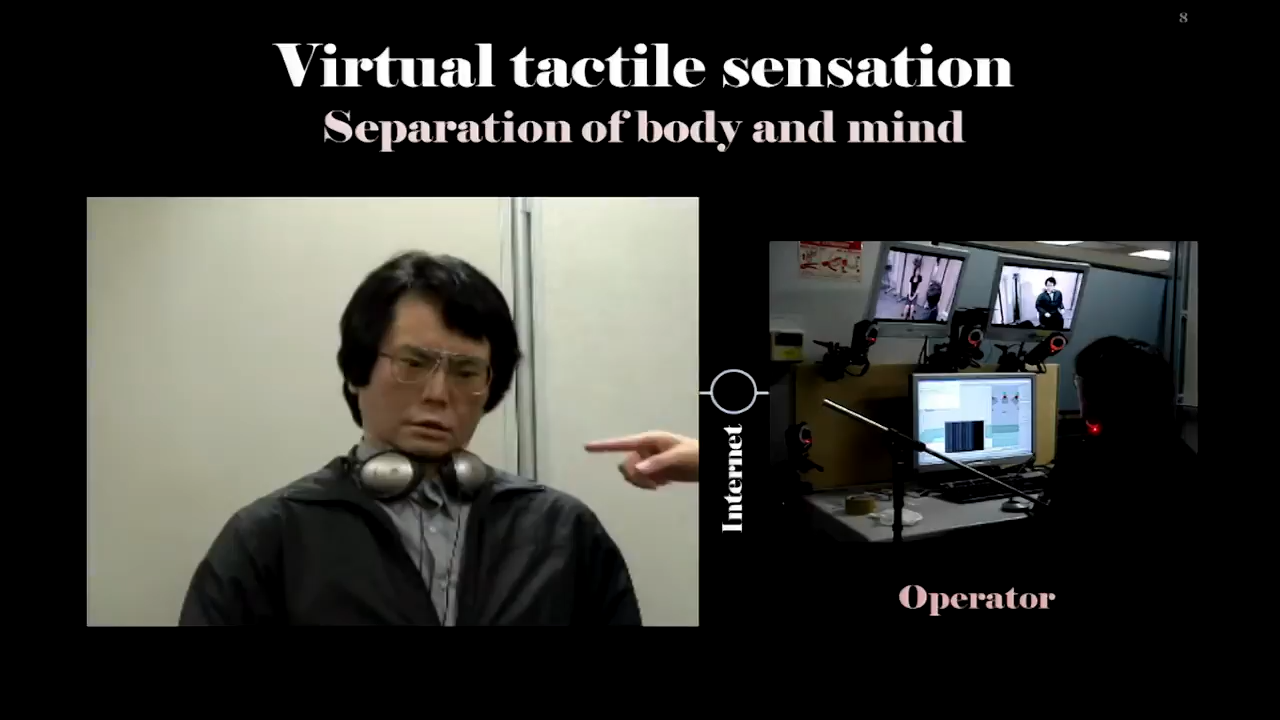 8
Virtual tactile sensation
Separation of body and mind
Internet
Operator